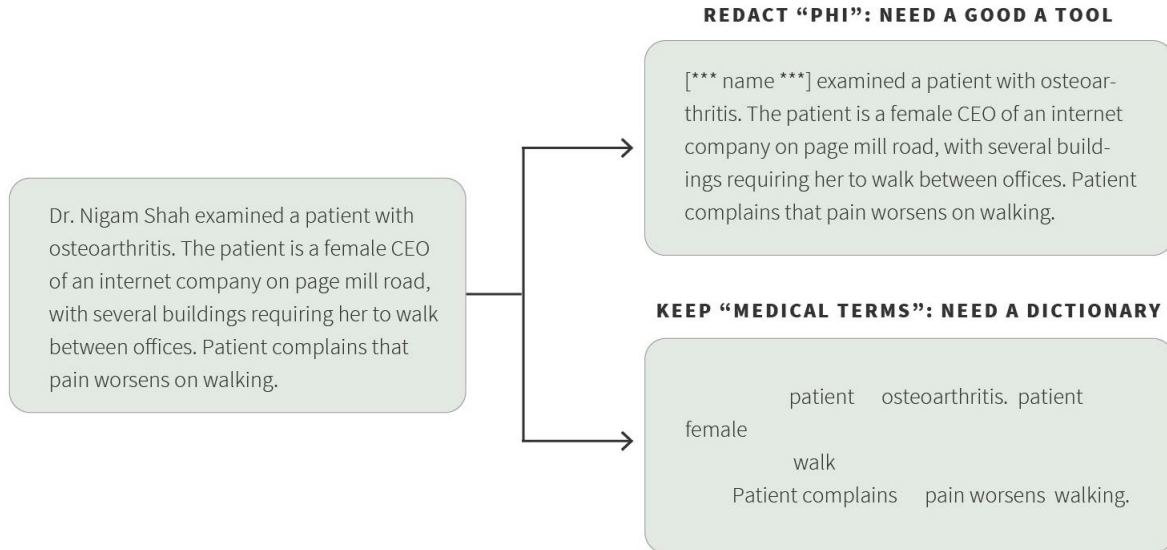 Dr. Nigam Shah examined a patient with
osteoarthritis. The patient is a female CEO
of an internet company on page mill road,
with several buildings requiring her to walk
between offices. Patient complains that
pain worsens on walking.
REDACT “PHI”: NEED A GOOD A TOOL
[*** name ***] examined a patient with osteoar-
thritis. The patient is a female CEO of an internet
company on page mill road, with several build-
ings requiring her to walk between offices. Patient
complains that pain worsens on walking.
KEEP “MEDICAL TERMS”: NEED A DICTIONARY
patient osteoarthritis. patient
female
walk
Patient complains pain worsens walking.